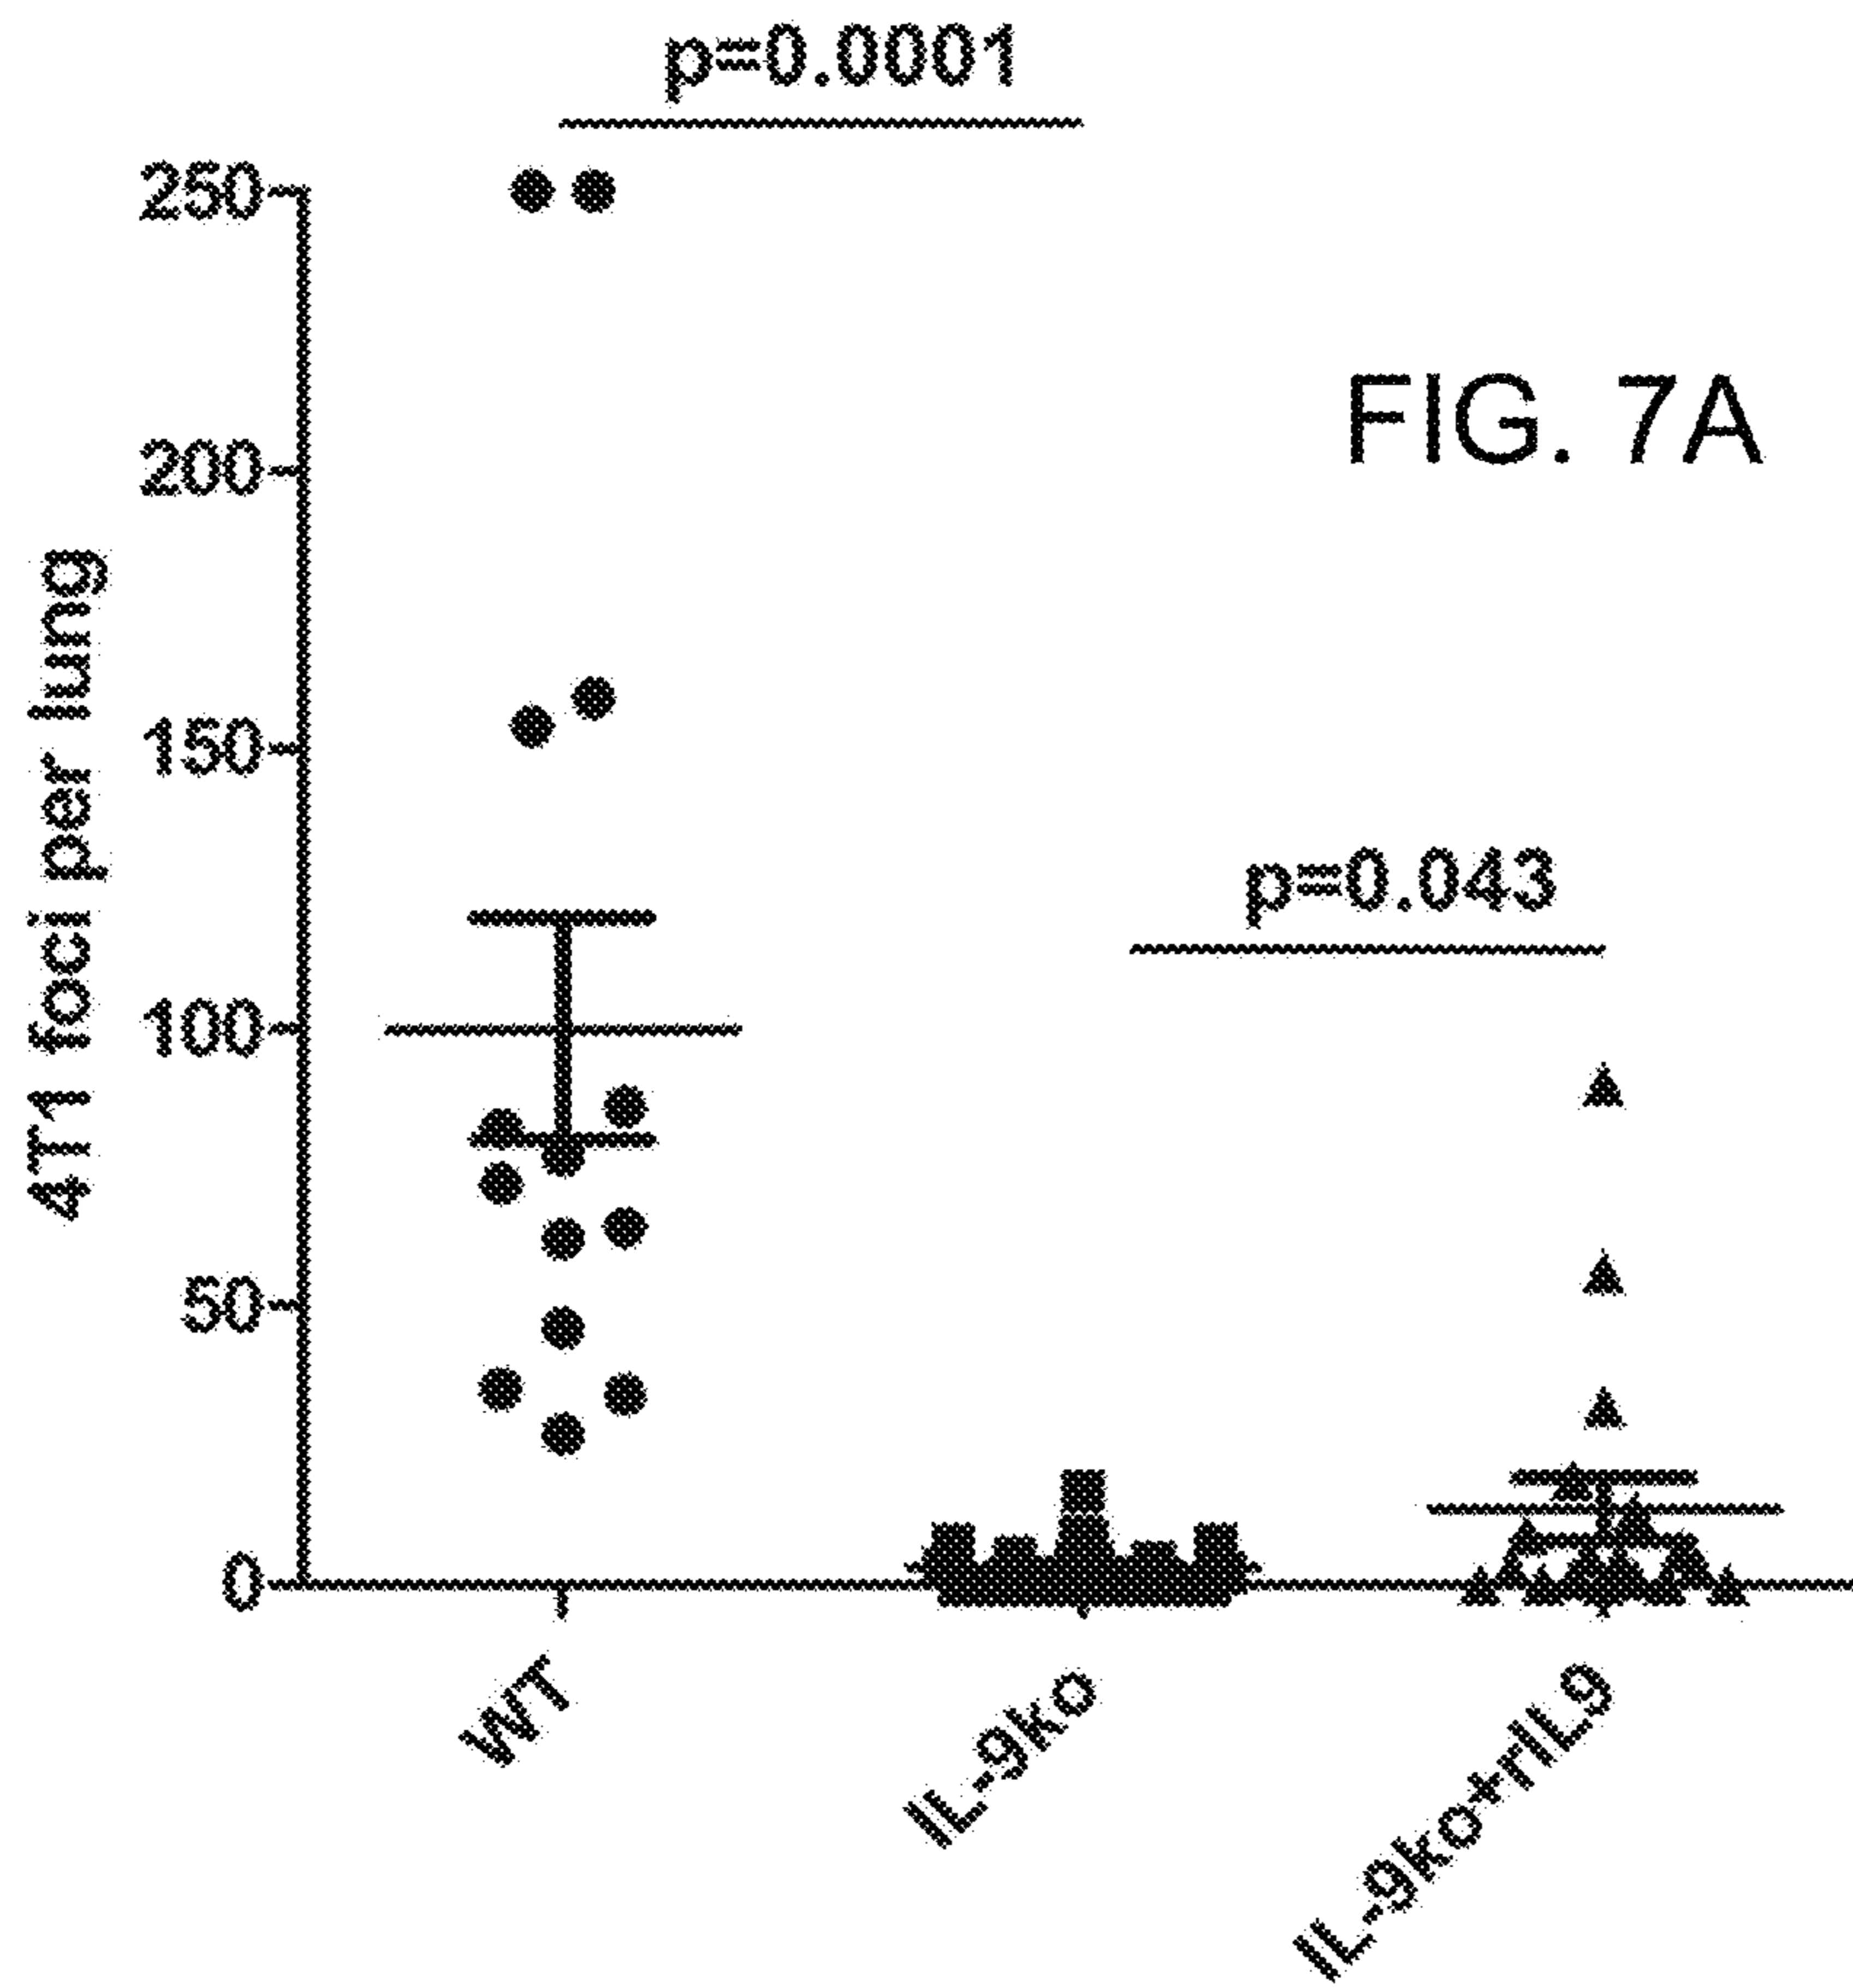 p=0.0001
250
200
150
100
50
0
4T1 foci per lung
FIG. 7A
p=0.043
WT
IL-9ko
IL-9ko+rIL9